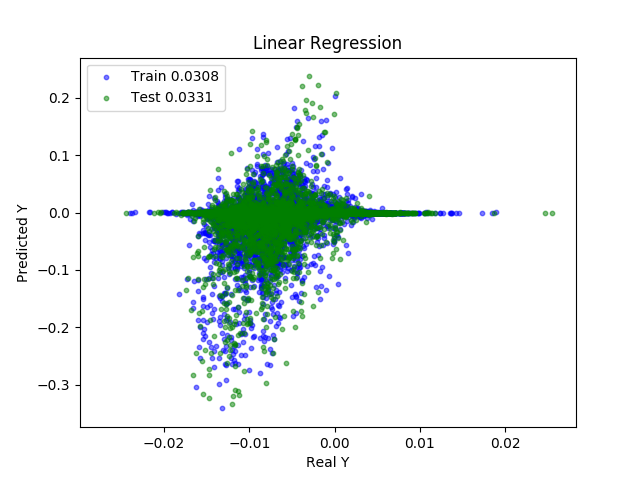 Linear Regression
Train 0.0308
Test 0.0331
0.2
0.1
0.0
−0.1
−0.2
−0.3
Predicted Y
−0.02
−0.01
0.00
0.01
0.02
Real Y